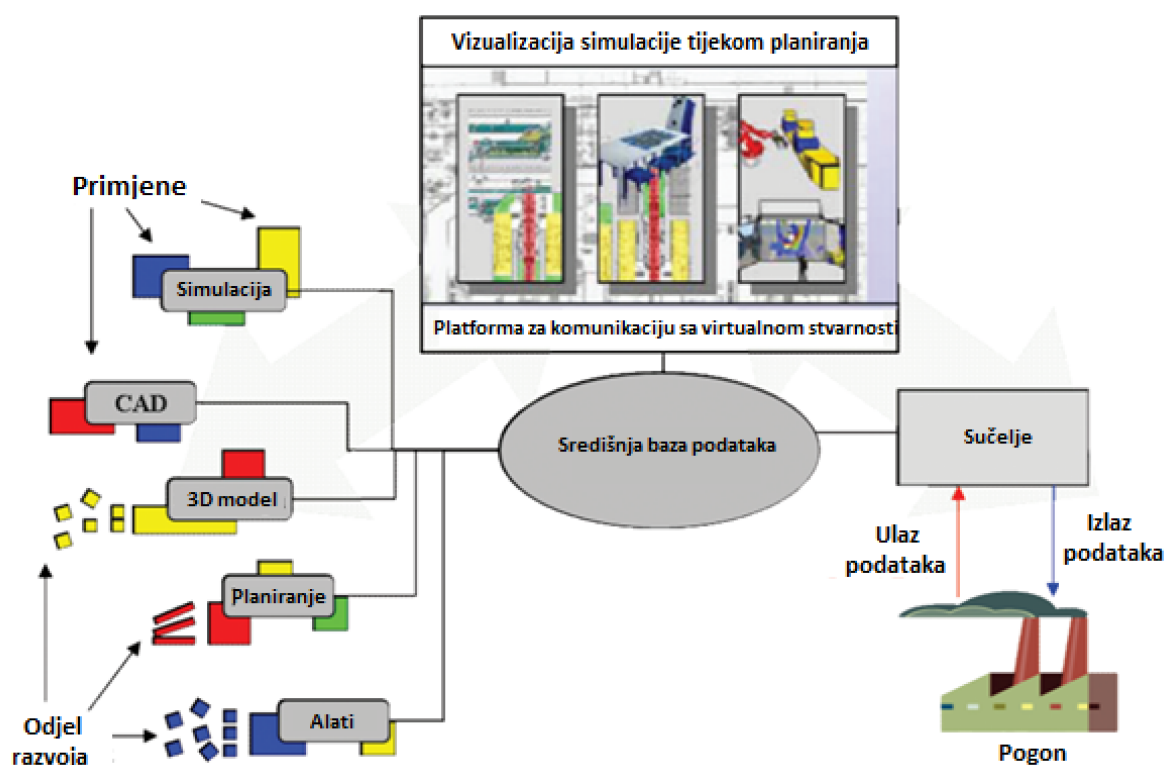 Vizualizacija simulacije tijekom planiranja
Primjene
Simulacija
Platforma za komunikaciju sa virtualnom stvarnosti
CAD
Središnja baza podataka
Sučelje
3D model
Ulaz
podataka
Izlaz
podataka
Planiranje
Odjel
razvoja
Alati
Pogon